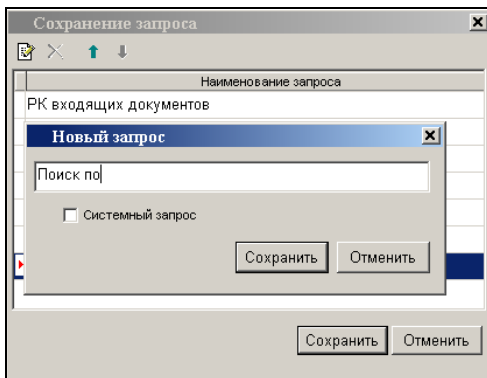 Сохранение запроса
Наименование запроса
РК входящих документов
Новый запрос
Поиск по
Системный запрос
Сохранить Отменить
Сохранить Отменить